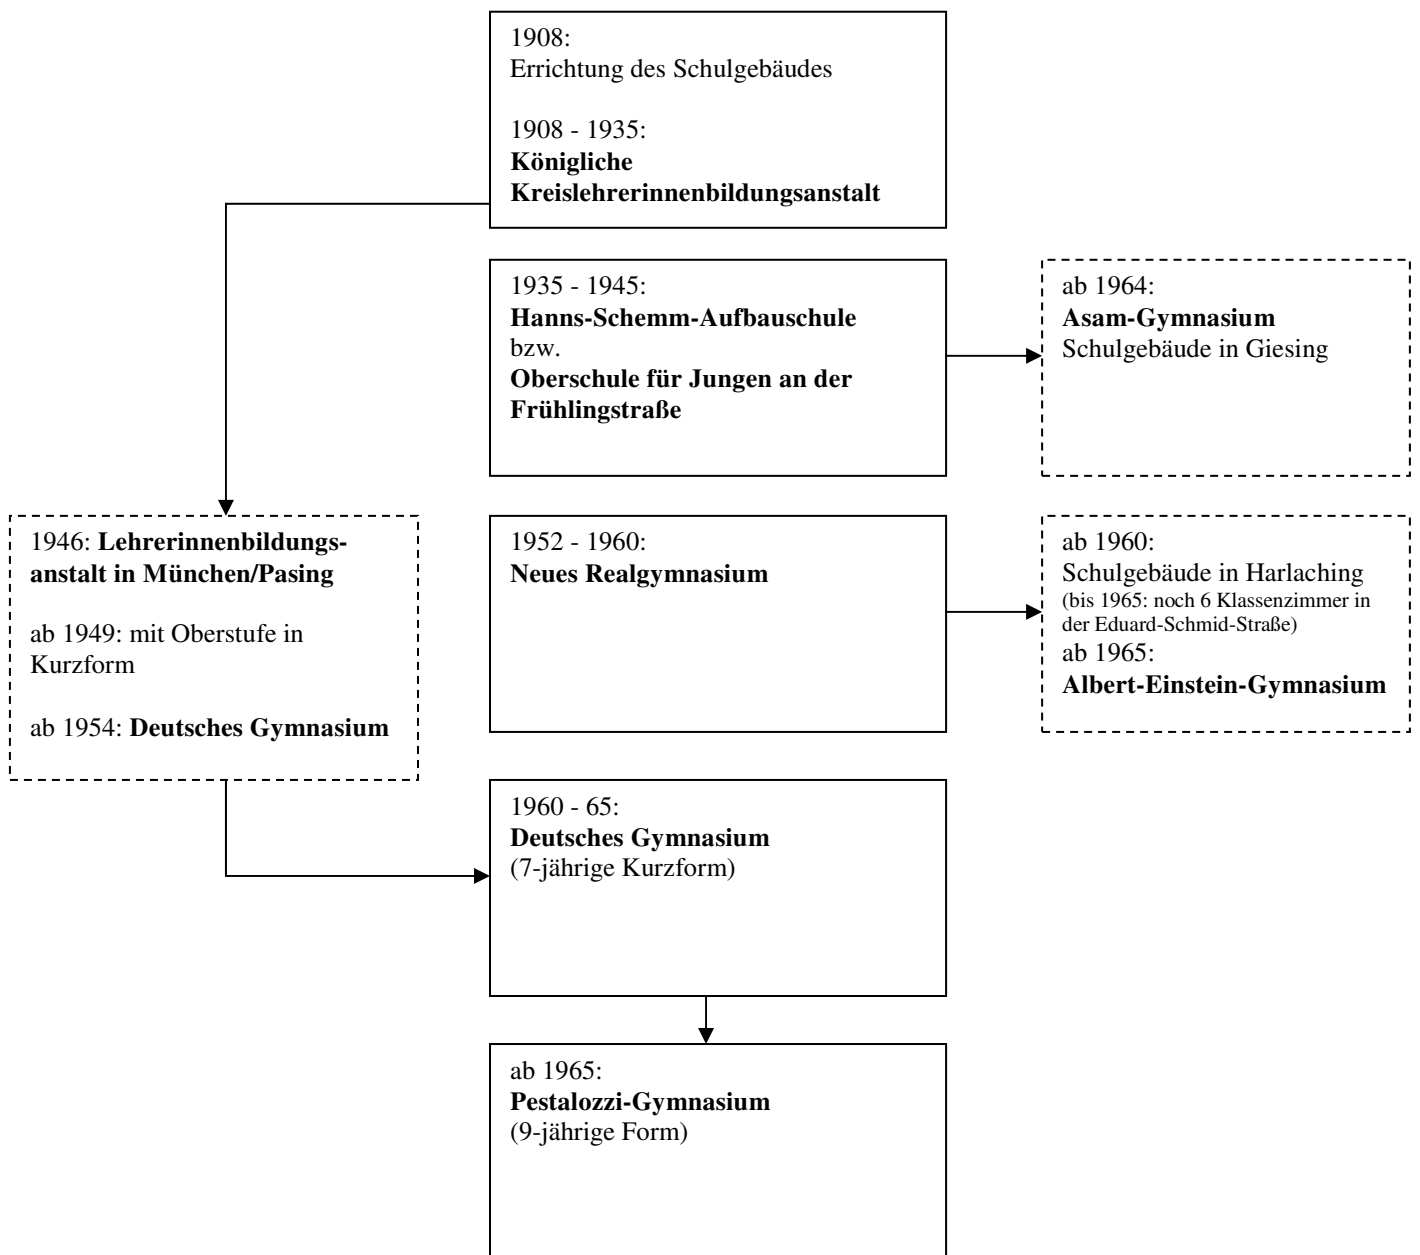 1908:
Errichtung des Schulgebäudes
1908 - 1935:
Königliche
Kreislehrerinnenbildungsanstalt
1935 - 1945:
Hanns-Schemm-Aufbauschule
bzw.
Oberschule für Jungen an der
Frühlingstraße
ab 1964:
Asam-Gymnasium
Schulgebäude in Giesing
1946: Lehrerinnenbildungs-
anstalt in München/Pasing
ab 1949: mit Oberstufe in
Kurzform
ab 1954: Deutsches Gymnasium
1952 - 1960:
Neues Realgymnasium
ab 1960:
Schulgebäude in Harlaching
(bis 1965: noch 6 Klassenzimmer in
der Eduard-Schmid-Straße)
ab 1965:
Albert-Einstein-Gymnasium
1960 - 65:
Deutsches Gymnasium
(7-jährige Kurzform)
ab 1965:
Pestalozzi-Gymnasium
(9-jährige Form)